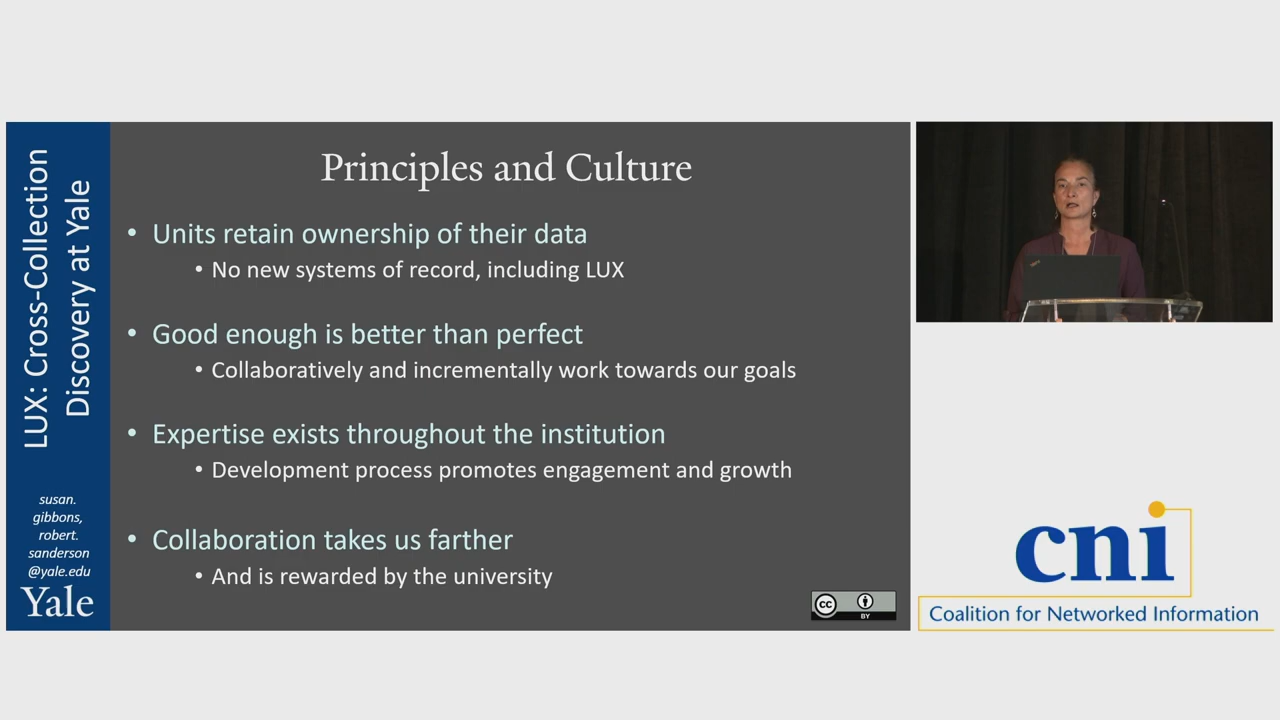 LUX: Cross-Collection
Discovery at Yale
susan.
gibbons,
robert.
sanderson
@yale.edu
Yale
Principles and Culture
• Units retain ownership of their data
• No new systems of record, including LUX
• Good enough is better than perfect
• Collaboratively and incrementally work towards our goals
• Expertise exists throughout the institution
• Development process promotes engagement and growth
• Collaboration takes us farther
• And is rewarded by the university
cc
BY
cni
Coalition for Networked Information